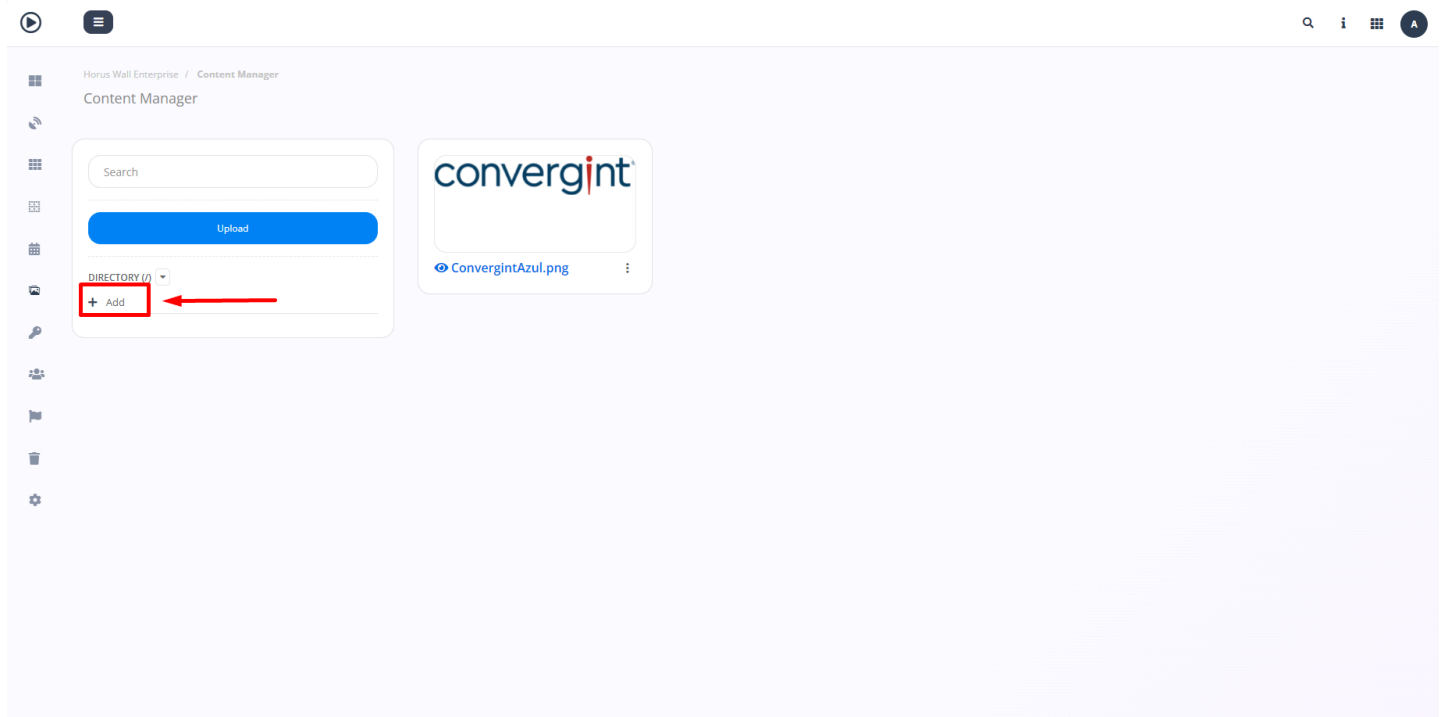 A
Horus Wall Enterprise / Content Manager
Content Manager
Search
Upload
DIRECTORY (/)
+ Add
convergint
ConvergintAzul.png